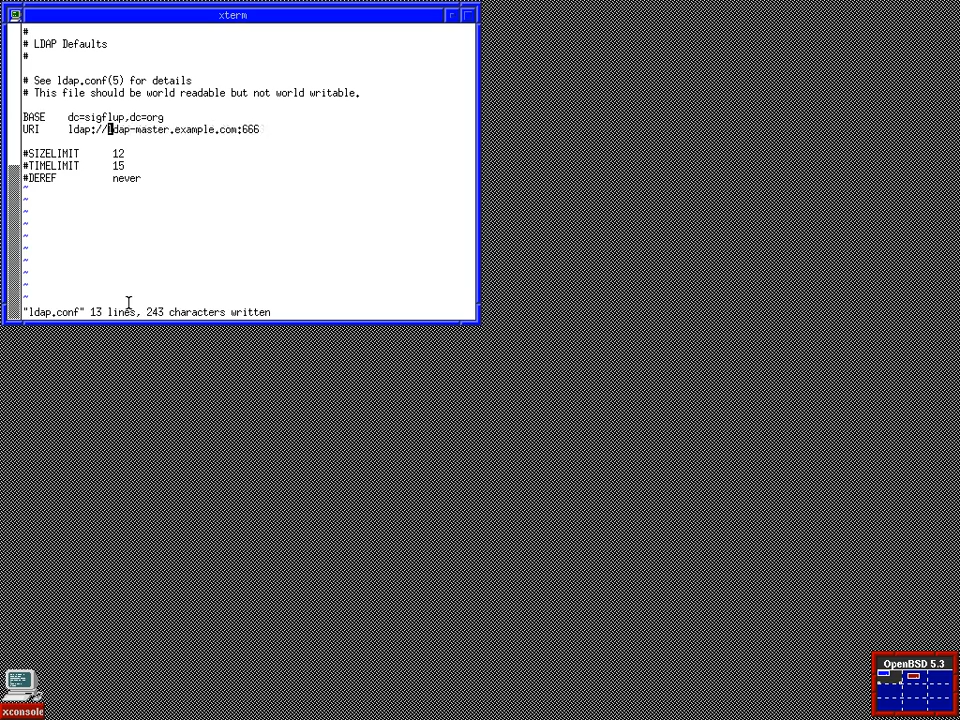 xterm
#
# LDAP Defaults
#
# See ldap.conf(5) for details
# This file should be world readable but not world writable.
BASE dc=sigflup,dc=org
URI ldap://ldap-master.example.com:666
#SIZELIMIT 12
#TIMELIMIT 15
#DEREF never
~
~
~
~
~
~
~
~
~
~
"ldap.conf" 13 lines, 243 characters written
xconsole
OpenBSD 5.3